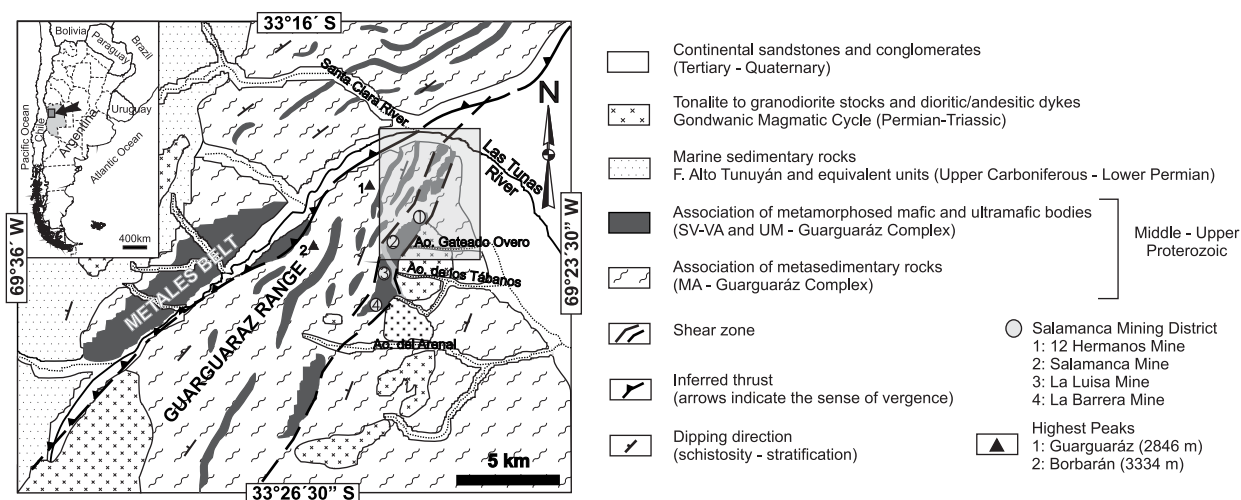 33°16´ S
Bolivia
Paraguay
Brazil
Uruguay
Pacific Ocean
Chile
Argentina
Atlantic Ocean
400km
Santa Clara River
N
Las Tunas
River
69°36´ W
69°23´30´´ W
1
2
1
2
3
4
Ao. Gateado Overo
Ao. de los Tábanos
Ao. del Arenal
METALES BELT
GUARGUARAZ RANGE
5 km
33°26´30´´ S
Continental sandstones and conglomerates
(Tertiary - Quaternary)
Tonalite to granodiorite stocks and dioritic/andesitic dykes
Gondwanic Magmatic Cycle (Permian-Triassic)
Marine sedimentary rocks
F. Alto Tunuyán and equivalent units (Upper Carboniferous - Lower Permian)
Association of metamorphosed mafic and ultramafic bodies
(SV-VA and UM - Guarguaráz Complex)
Middle - Upper
Proterozoic
Association of metasedimentary rocks
(MA - Guarguaráz Complex)
Shear zone
Inferred thrust
(arrows indicate the sense of vergence)
Dipping direction
(schistosity - stratification)
Salamanca Mining District
1: 12 Hermanos Mine
2: Salamanca Mine
3: La Luisa Mine
4: La Barrera Mine
Highest Peaks
1: Guarguaráz (2846 m)
2: Borbarán (3334 m)